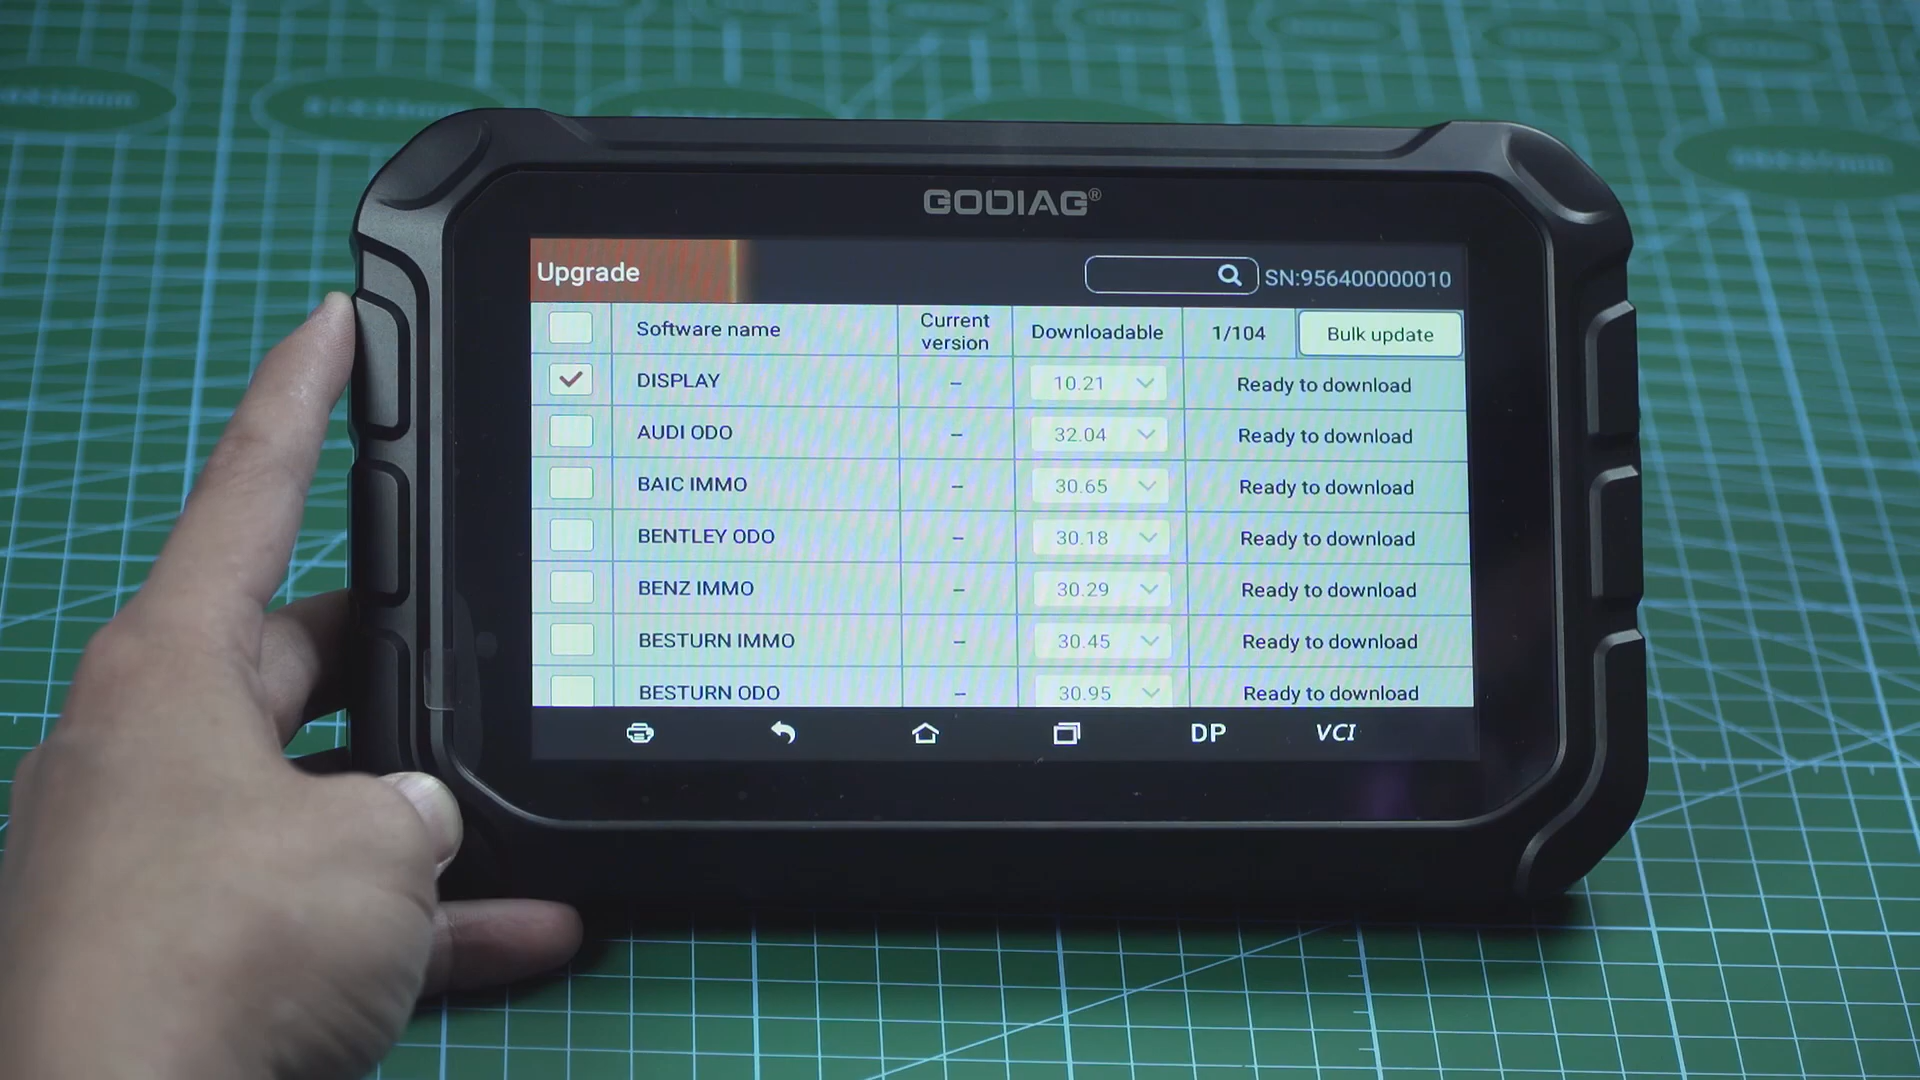 GODIAG®
Upgrade
SN:956400000010
Software name Current version Downloadable 1/104 Bulk update
DISPLAY – 10.21 Ready to download
AUDI ODO – 32.04 Ready to download
BAIC IMMO – 30.65 Ready to download
BENTLEY ODO – 30.18 Ready to download
BENZ IMMO – 30.29 Ready to download
BESTURN IMMO – 30.45 Ready to download
BESTURN ODO – 30.95 Ready to download
DP VCI